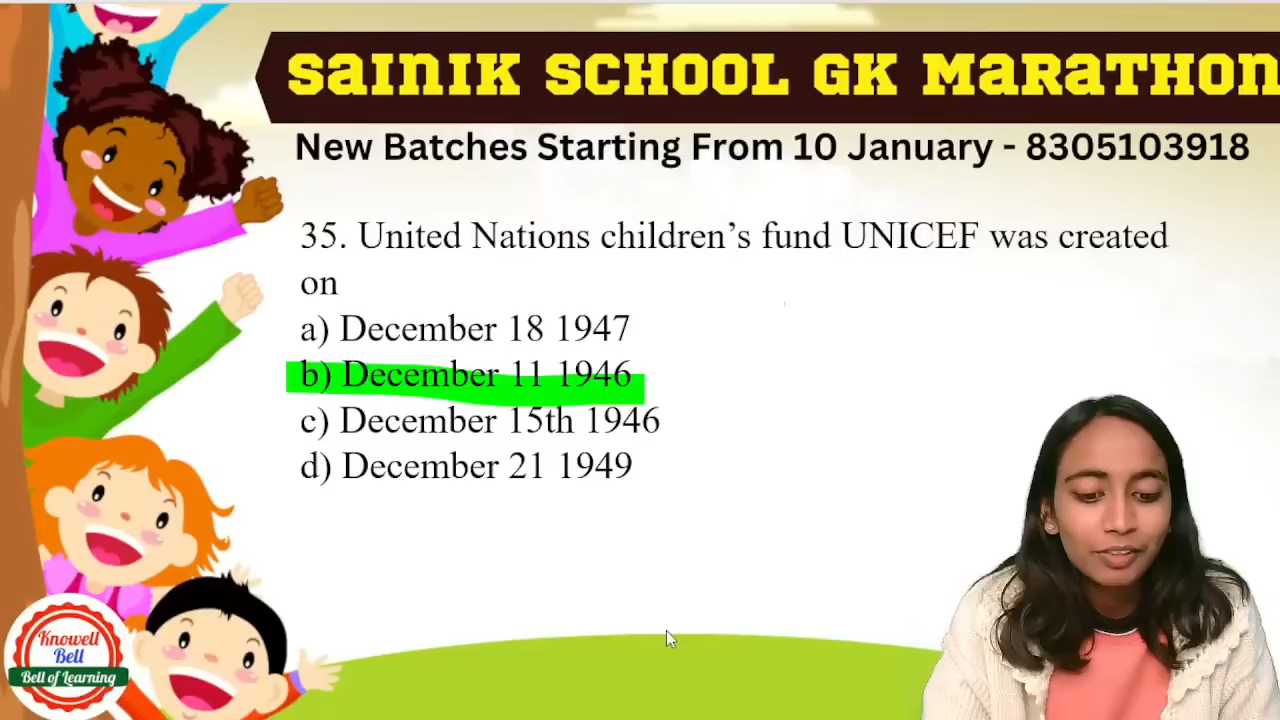 SAINIK SCHOOL GK MARATHON
New Batches Starting From 10 January - 8305103918
35. United Nations children’s fund UNICEF was created
on
a) December 18 1947
b) December 11 1946
c) December 15th 1946
d) December 21 1949
Knowell
Bell
Bell of Learning